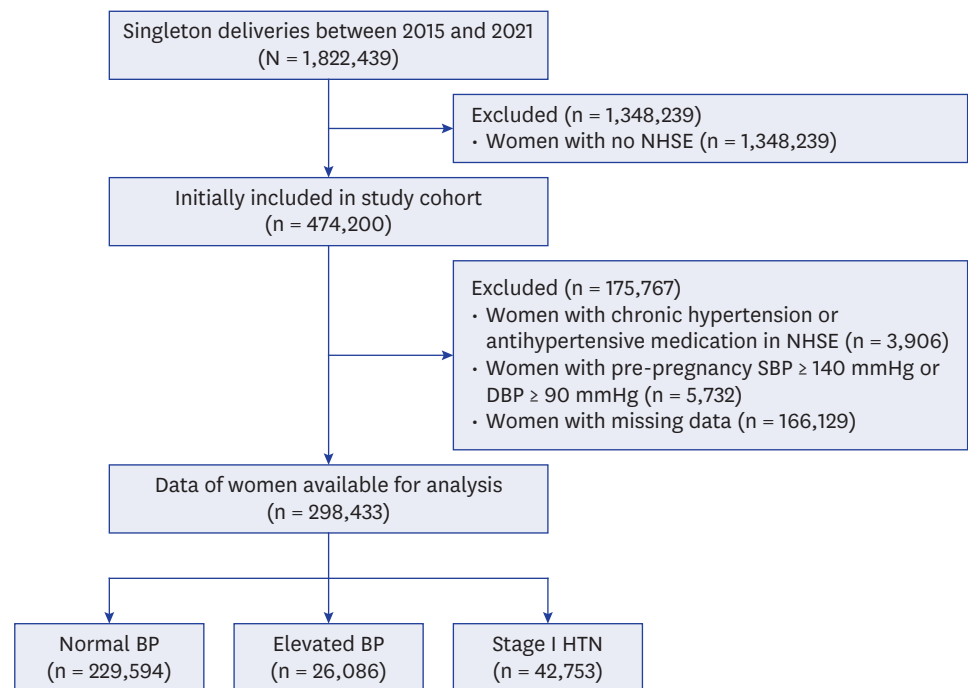 Singleton deliveries between 2015 and 2021
(N = 1,822,439)
Excluded (n = 1,348,239)
· Women with no NHSE (n = 1,348,239)
Initially included in study cohort
(n = 474,200)
Excluded (n = 175,767)
· Women with chronic hypertension or
antihypertensive medication in NHSE (n = 3,906)
· Women with pre-pregnancy SBP ≥ 140 mmHg or
DBP ≥ 90 mmHg (n = 5,732)
· Women with missing data (n = 166,129)
Data of women available for analysis
(n = 298,433)
Normal BP
(n = 229,594)
Elevated BP
(n = 26,086)
Stage I HTN
(n = 42,753)